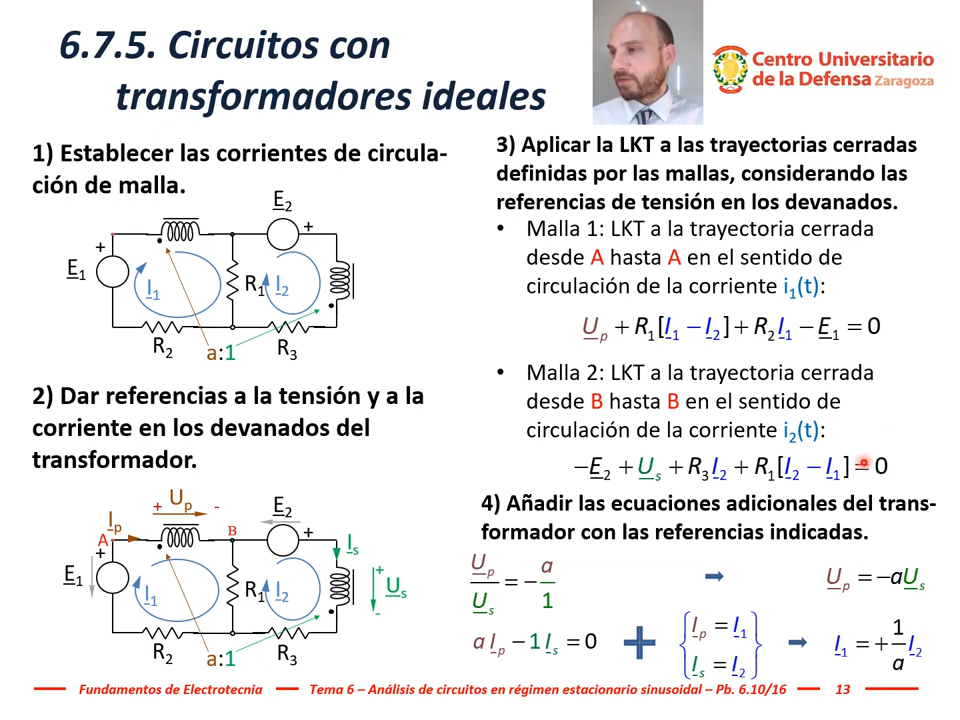 6.7.5. Circuitos con
transformadores ideales
Centro Universitario
de la Defensa Zaragoza
1) Establecer las corrientes de circula-
ción de malla.
E2
+
+
E1
I1
R1
I2
R2
a:1
R3
2) Dar referencias a la tensión y a la
corriente en los devanados del
transformador.
+ Up -
Ip
A
B
E2
+
+
Is
E1
I1
R1
I2
+
Us
-
R2
a:1
R3
3) Aplicar la LKT a las trayectorias cerradas
definidas por las mallas, considerando las
referencias de tensión en los devanados.
• Malla 1: LKT a la trayectoria cerrada
desde A hasta A en el sentido de
circulación de la corriente i1(t):
Up + R1[I1 − I2] + R2I1 − E1 = 0
• Malla 2: LKT a la trayectoria cerrada
desde B hasta B en el sentido de
circulación de la corriente i2(t):
−E2 + Us + R3I2 + R1[I2 − I1] = 0
4) Añadir las ecuaciones adicionales del trans-
formador con las referencias indicadas.
Up/Us = −a/1 Up = −aUs
aIp − 1Is = 0 + {Ip = I1 Is = I2} I1 = +1/a I2
Fundamentos de Electrotecnia Tema 6 – Análisis de circuitos en régimen estacionario sinusoidal – Pb. 6.10/16 13